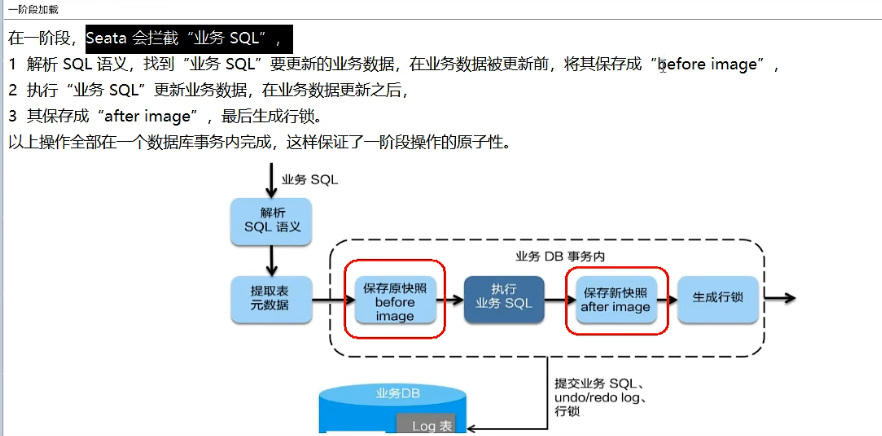 一阶段加载
在一阶段，Seata 会拦截“业务 SQL”，
1 解析 SQL 语义，找到“业务 SQL”要更新的业务数据，在业务数据被更新前，将其保存成“before image”，
2 执行“业务 SQL”更新业务数据，在业务数据更新之后，
3 其保存成“after image”，最后生成行锁。
以上操作全部在一个数据库事务内完成，这样保证了一阶段操作的原子性。
业务 SQL
解析
SQL 语义
业务 DB 事务内
提取表
元数据
保存原快照
before
image
执行
业务 SQL
保存新快照
after image
生成行锁
提交业务 SQL、
undo/redo log、
行锁
业务DB
Log 表